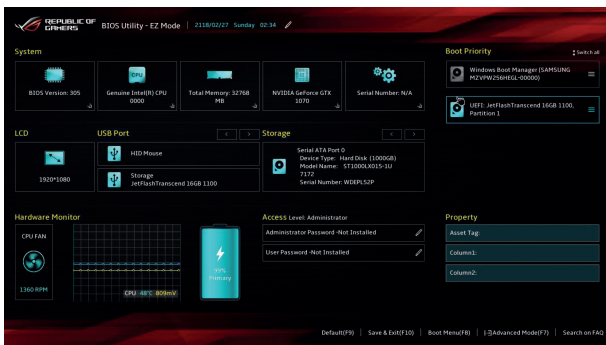 REPUBLIC OF
GAMERS
BIOS Utility - EZ Mode
2118/02/27 Sunday 02:34
System
BIOS Version: 305
Genuine Intel(R) CPU
0000
Total Memory: 32768
MB
NVIDIA GeForce GTX
1070
Serial Number: N/A
Boot Priority
Switch all
Windows Boot Manager (SAMSUNG
MZVPW256HEGL-00000)
UEFI: JetFlashTranscend 16GB 1100,
Partition 1
LCD
1920*1080
USB Port
HID Mouse
Storage
JetFlashTranscend 16GB 1100
Storage
Serial ATA Port 0
Device Type: Hard Disk (1000GB)
Model Name: ST1000LX015-1U
7172
Serial Number: WDEPLS2P
Hardware Monitor
CPU FAN
1360 RPM
CPU 48°C 809mV
99%
Primary
Access Level: Administrator
Administrator Password -Not Installed
User Password -Not Installed
Property
Asset Tag:
Column1:
Column2:
Default(F9) | Save & Exit(F10) | Boot Menu(F8) | Advanced Mode(F7) | Search on FAQ